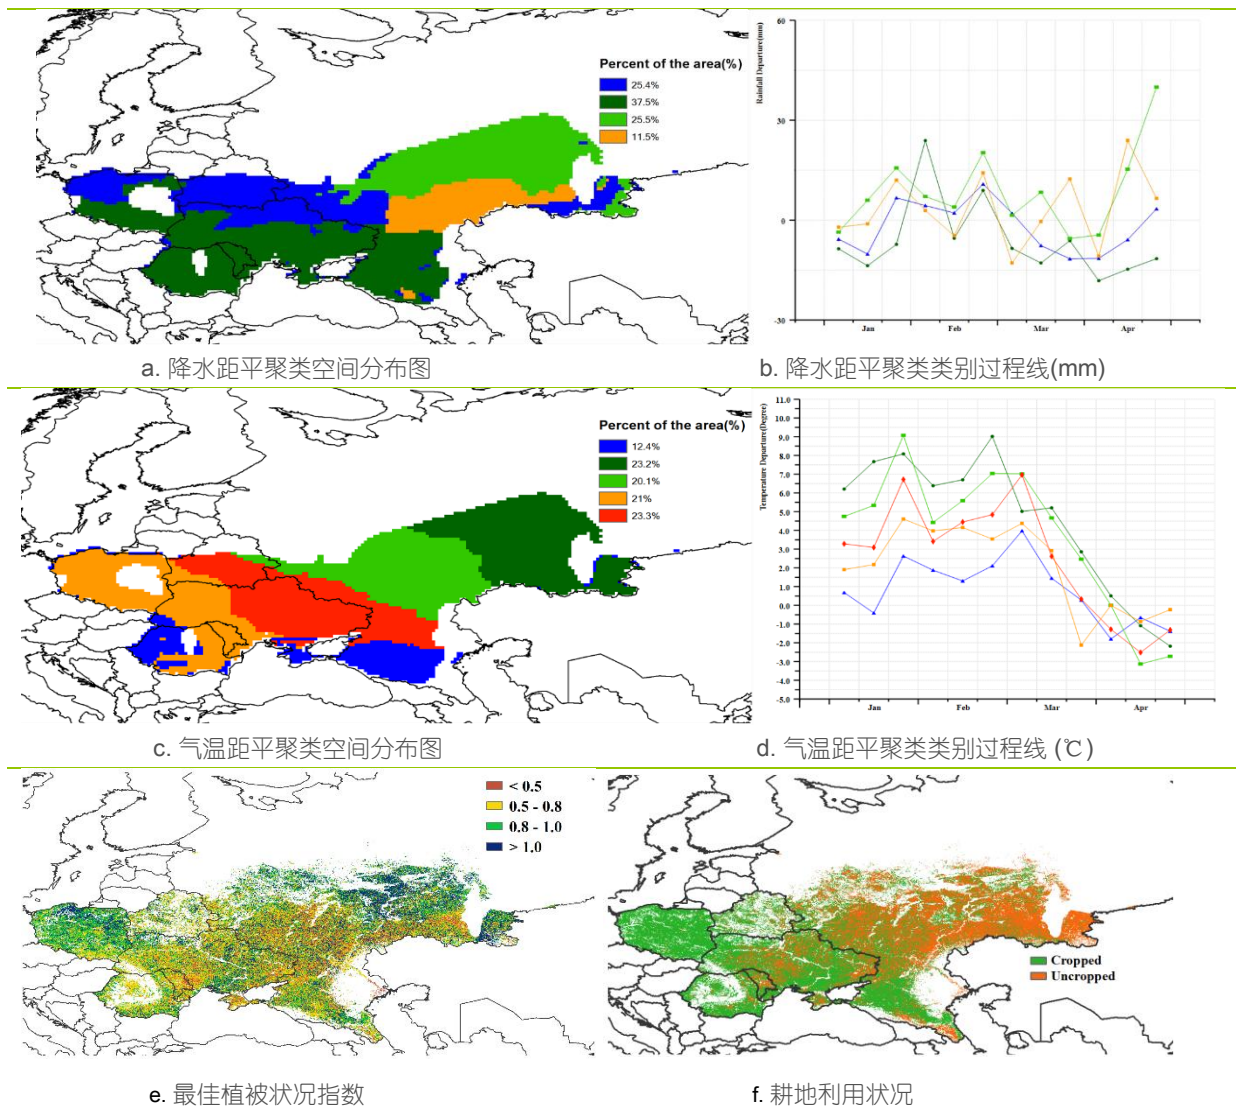 Percent of the area(%)
25.4%
37.5%
25.5%
11.5%
Rainfall Departure(mm)
60
30
0
-30
Jan
Feb
Mar
Apr
a. 降水距平聚类空间分布图
b. 降水距平聚类类别过程线(mm)
Percent of the area(%)
12.4%
23.2%
20.1%
21%
23.3%
Temperature Departure(Degree)
11.0
10.0
9.0
8.0
7.0
6.0
5.0
4.0
3.0
2.0
1.0
0.0
-1.0
-2.0
-3.0
-4.0
-5.0
Jan
Feb
Mar
Apr
c. 气温距平聚类空间分布图
d. 气温距平聚类类别过程线 (℃)
< 0.5
0.5 - 0.8
0.8 - 1.0
> 1.0
Cropped
Uncropped
e. 最佳植被状况指数
f. 耕地利用状况